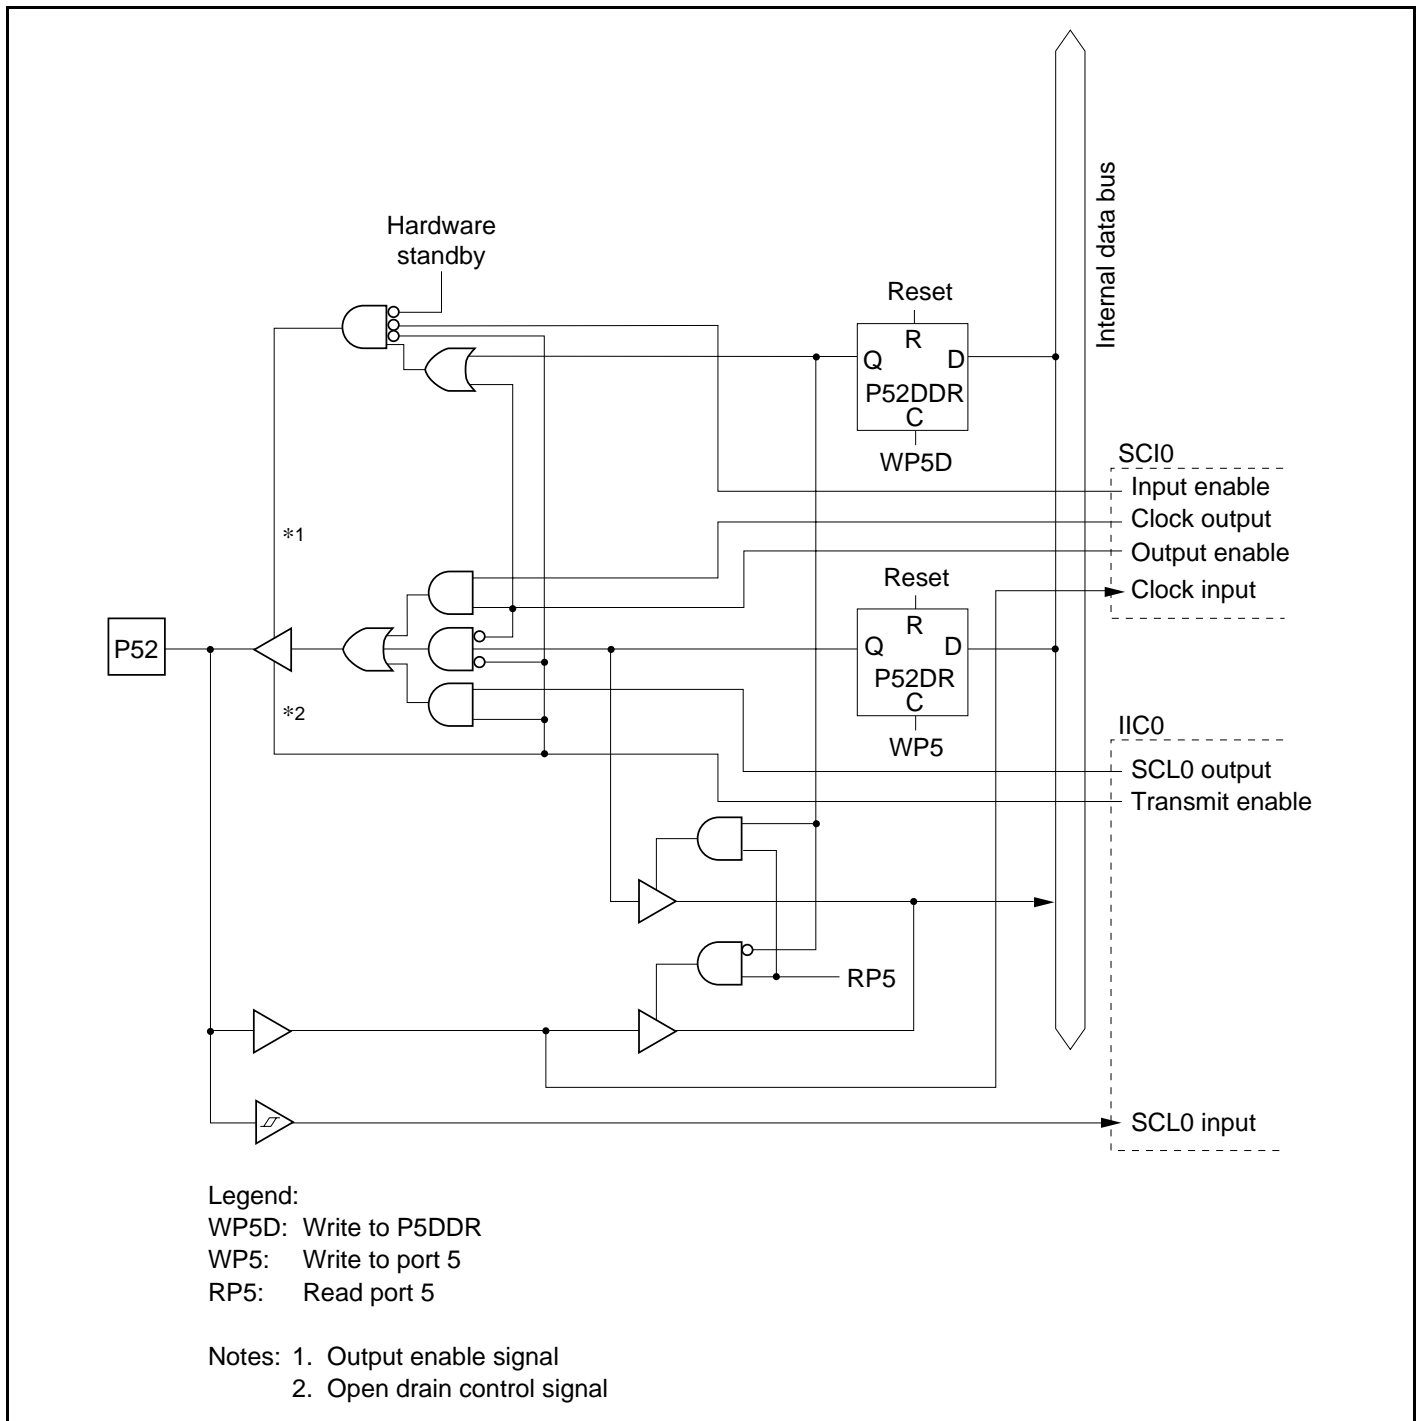 Hardware
standby
Internal data bus
Reset
R
Q D
P52DDR
C
WP5D
SCI0
Input enable
Clock output
Output enable
Clock input
*1
Reset
R
Q D
P52DR
C
WP5
P52
*2
IIC0
SCL0 output
Transmit enable
RP5
SCL0 input
Legend:
WP5D: Write to P5DDR
WP5: Write to port 5
RP5: Read port 5
Notes: 1. Output enable signal
2. Open drain control signal